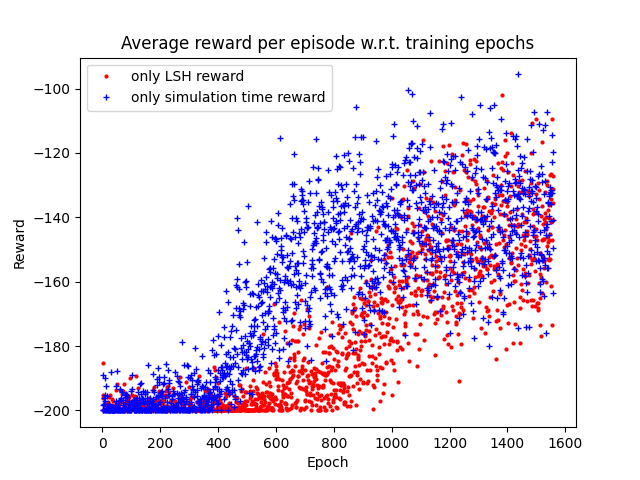 Average reward per episode w.r.t. training epochs
only LSH reward
only simulation time reward
−100
−120
−140
−160
−180
−200
Reward
0 200 400 600 800 1000 1200 1400 1600
Epoch